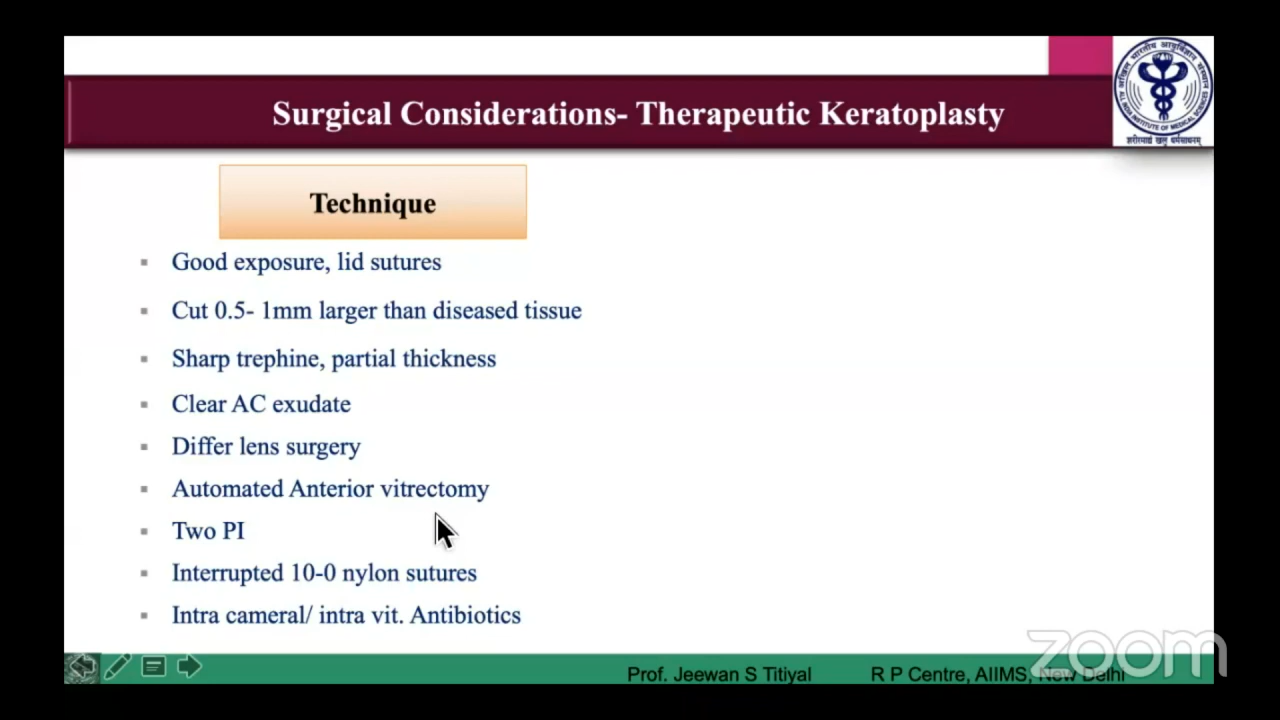 Surgical Considerations- Therapeutic Keratoplasty
Technique
Good exposure, lid sutures
Cut 0.5- 1mm larger than diseased tissue
Sharp trephine, partial thickness
Clear AC exudate
Differ lens surgery
Automated Anterior vitrectomy
Two PI
Interrupted 10-0 nylon sutures
Intra cameral/ intra vit. Antibiotics
Prof. Jeewan S Titiyal R P Centre, AIIMS, New Delhi
zoom